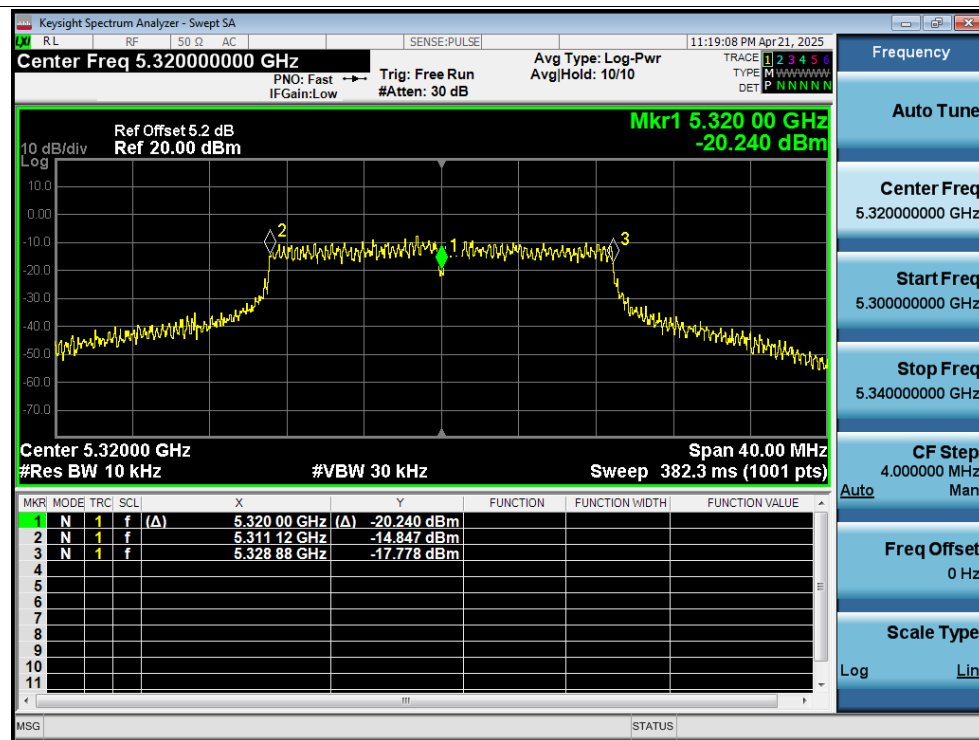 Keysight Spectrum Analyzer - Swept SA
LXI RL RF 50 Ω AC SENSE:PULSE 11:19:08 PM Apr 21, 2025
Center Freq 5.320000000 GHz
PNO: Fast
IFGain:Low
Trig: Free Run
#Atten: 30 dB
Avg Type: Log-Pwr
Avg|Hold: 10/10
TRACE 1 2 3 4 5 6
TYPE M WWWWW
DET P N N N N N
Mkr1 5.320 00 GHz
-20.240 dBm
Ref Offset 5.2 dB
10 dB/div Ref 20.00 dBm
Log
10.0
0.00
-10.0
-20.0
-30.0
-40.0
-50.0
-60.0
-70.0
2
1
3
Center 5.32000 GHz Span 40.00 MHz
#Res BW 10 kHz #VBW 30 kHz Sweep 382.3 ms (1001 pts)
MKR MODE TRC SCL X Y FUNCTION FUNCTION WIDTH FUNCTION VALUE
1 N 1 f (Δ) 5.320 00 GHz (Δ) -20.240 dBm
2 N 1 f 5.311 12 GHz -14.847 dBm
3 N 1 f 5.328 88 GHz -17.778 dBm
4
5
6
7
8
9
10
11
MSG STATUS
Frequency
Auto Tune
Center Freq
5.320000000 GHz
Start Freq
5.300000000 GHz
Stop Freq
5.340000000 GHz
CF Step
4.000000 MHz
Auto Man
Freq Offset
0 Hz
Scale Type
Log Lin